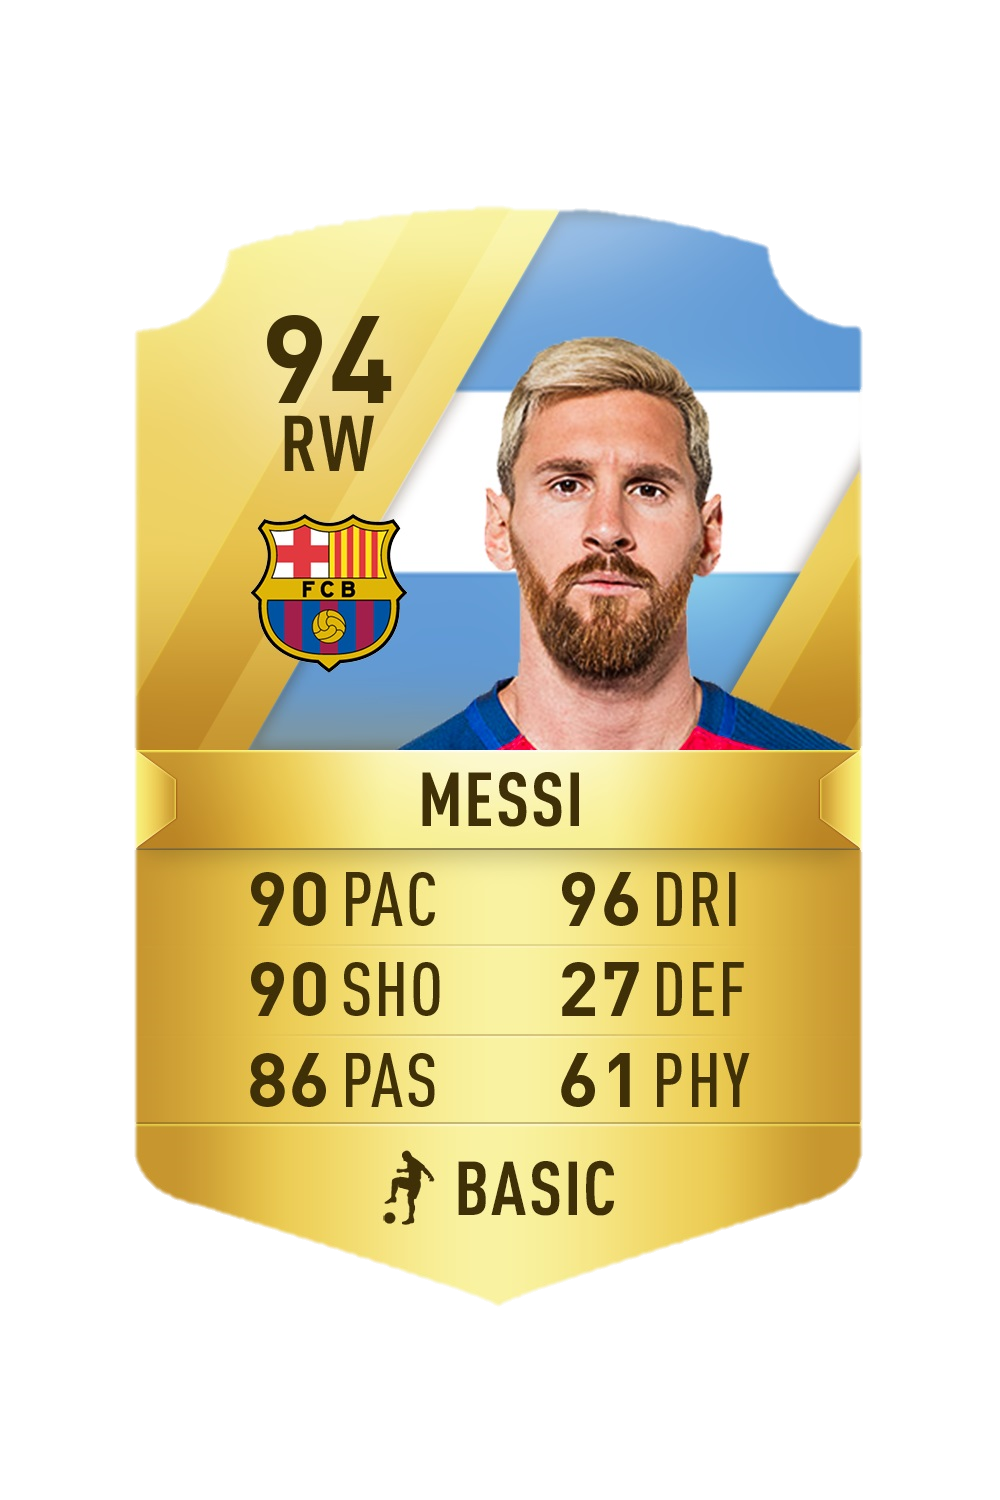 94
RW
FCB
MESSI
90 PAC 96 DRI
90 SHO 27 DEF
86 PAS 61 PHY
BASIC